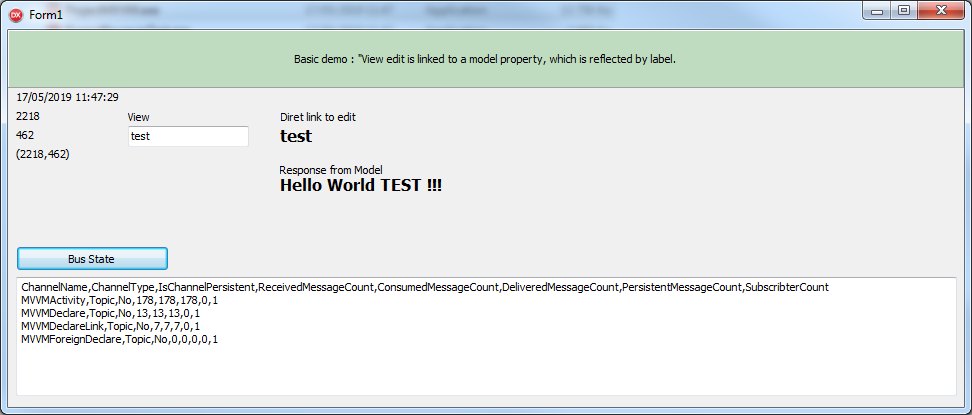 Form1
Basic demo : "View edit is linked to a model property, which is reflected by label.
17/05/2019 11:47:29
2218
View
Diret link to edit
462
test
test
(2218,462)
Response from Model
Hello World TEST !!!
Bus State
ChannelName,ChannelType,IsChannelPersistent,ReceivedMessageCount,ConsumedMessageCount,DeliveredMessageCount,PersistentMessageCount,SubscribterCount
MVVMActivity,Topic,No,178,178,178,0,1
MVVMDeclare,Topic,No,13,13,13,0,1
MVVMDeclareLink,Topic,No,7,7,7,0,1
MVVMForeignDeclare,Topic,No,0,0,0,0,1